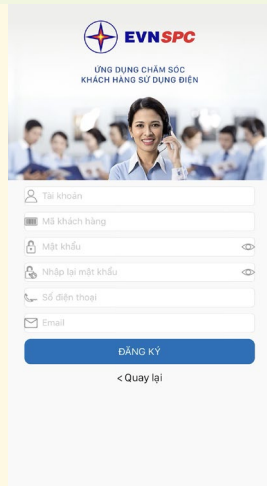 EVNSPC
ỨNG DỤNG CHĂM SÓC
KHÁCH HÀNG SỬ DỤNG ĐIỆN
Tài khoản
Mã khách hàng
Mật khẩu
Nhập lại mật khẩu
Số điện thoại
Email
ĐĂNG KÝ
< Quay lại